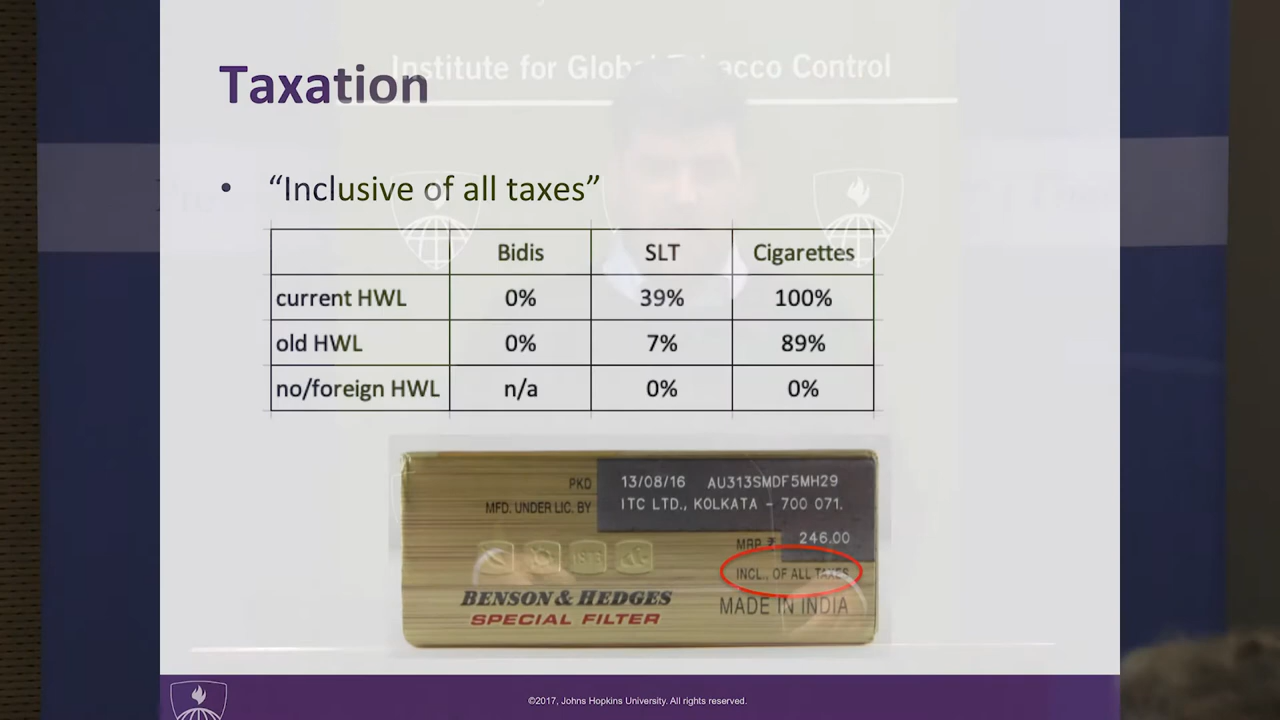 Institute for Global Tobacco Control
Taxation
• “Inclusive of all taxes”
Bidis SLT Cigarettes
current HWL 0% 39% 100%
old HWL 0% 7% 89%
no/foreign HWL n/a 0% 0%
PKD 13/08/16 AU313SMDF5MH29
MFD. UNDER LIC. BY ITC LTD., KOLKATA - 700 071.
MRP ₹ 246.00
INCL., OF ALL TAXES
MADE IN INDIA
1873
BENSON & HEDGES
SPECIAL FILTER
©2017, Johns Hopkins University. All rights reserved.